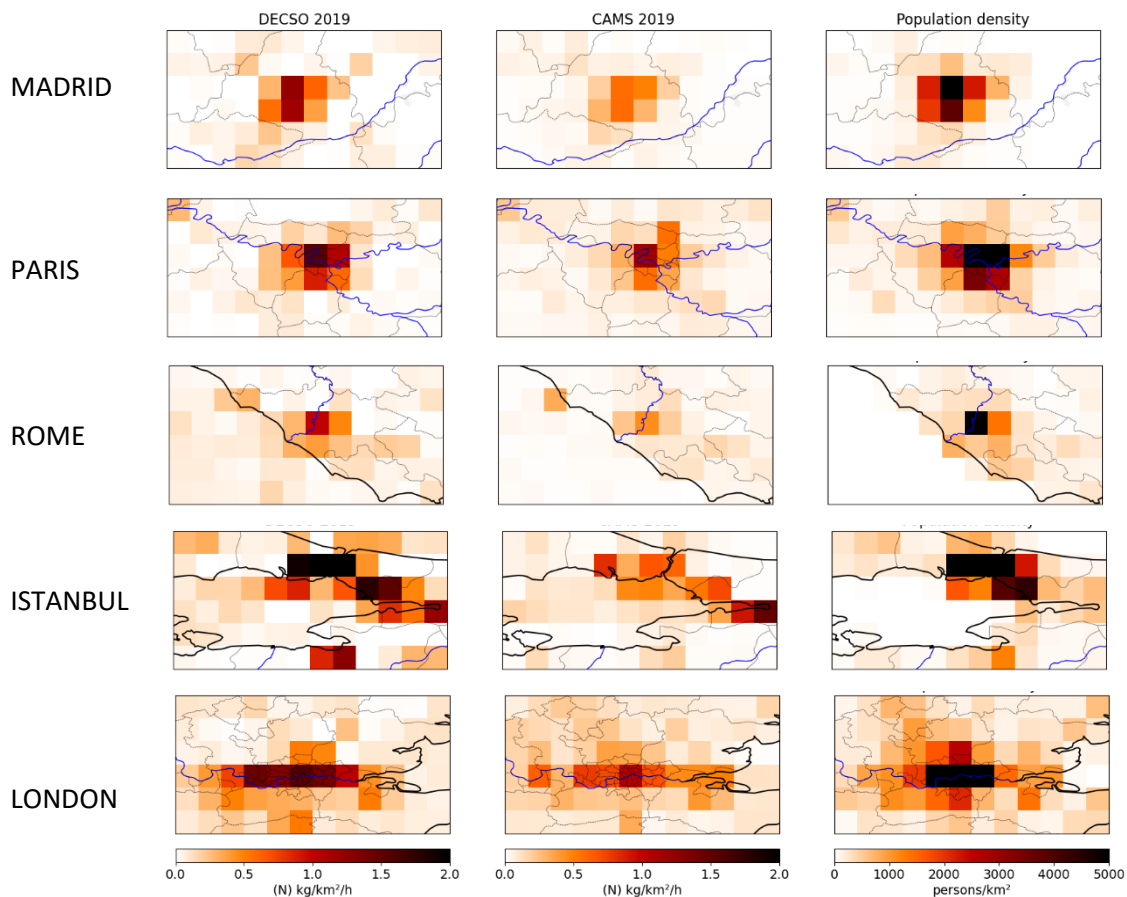 DECSO 2019 CAMS 2019 Population density
MADRID
PARIS
ROME
ISTANBUL
LONDON
0.0 0.5 1.0 1.5 2.0 0.0 0.5 1.0 1.5 2.0 0 1000 2000 3000 4000 5000
(N) kg/km²/h (N) kg/km²/h persons/km²